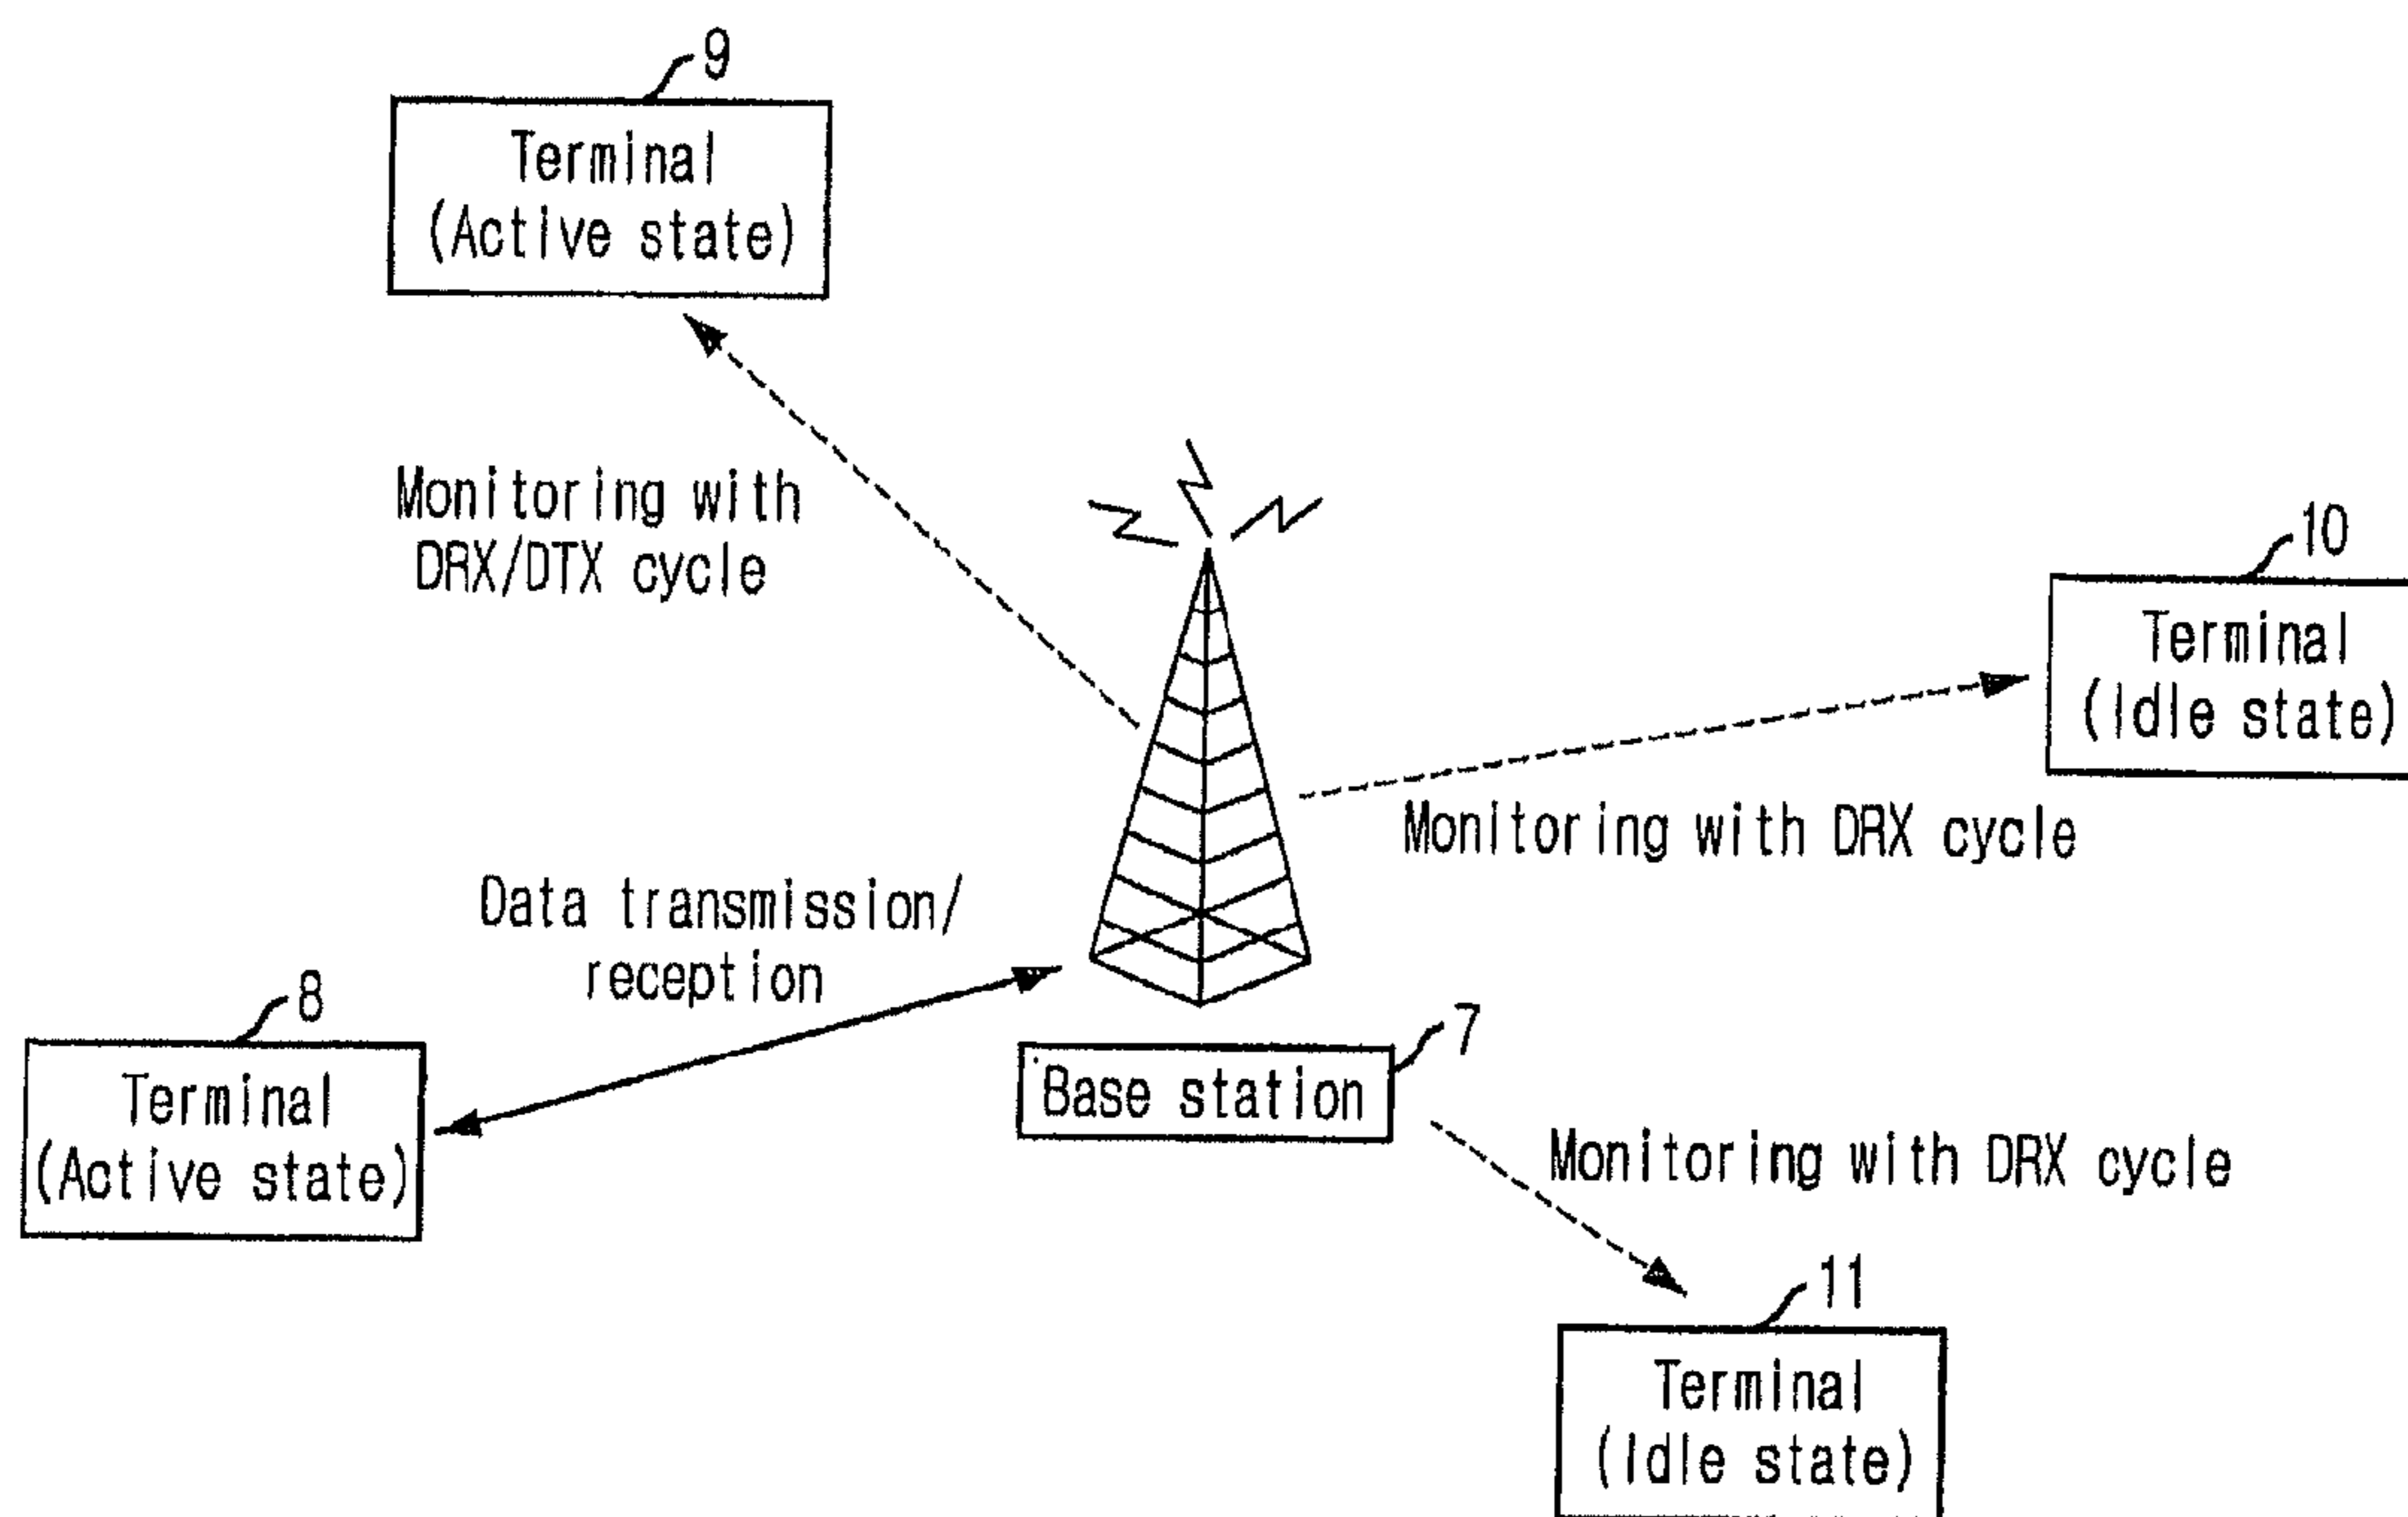 9
Terminal
(Active state)
Monitoring with
DRX/DTX cycle
10
Terminal
(Idle state)
Monitoring with DRX cycle
Data transmission/
reception
8
Terminal
(Active state)
7
Base station
Monitoring with DRX cycle
11
Terminal
(Idle state)